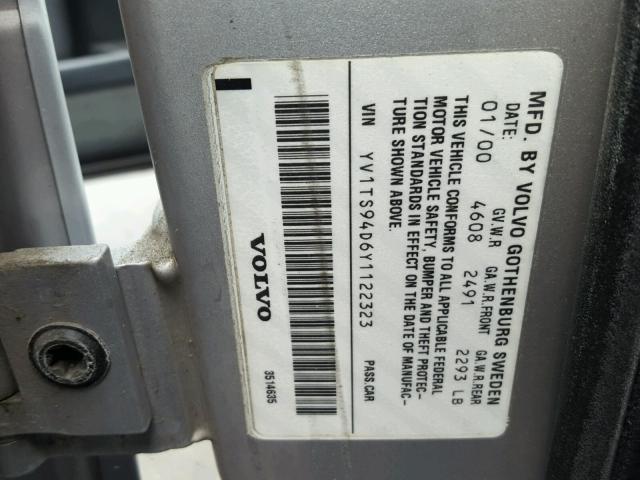 MFD. BY VOLVO GOTHENBURG SWEDEN
DATE: GV.W.R GA.W.R.FRONT GA.W.R.REAR
01/00 4608 2491 2293 LB
THIS VEHICLE CONFORMS TO ALL APPLICABLE FEDERAL
MOTOR VEHICLE SAFETY, BUMPER AND THEFT PROTEC-
TION STANDARDS IN EFFECT ON THE DATE OF MANUFAC-
TURE SHOWN ABOVE.
VIN YV1TS94D6Y1122323 PASS.CAR
VOLVO 3514635